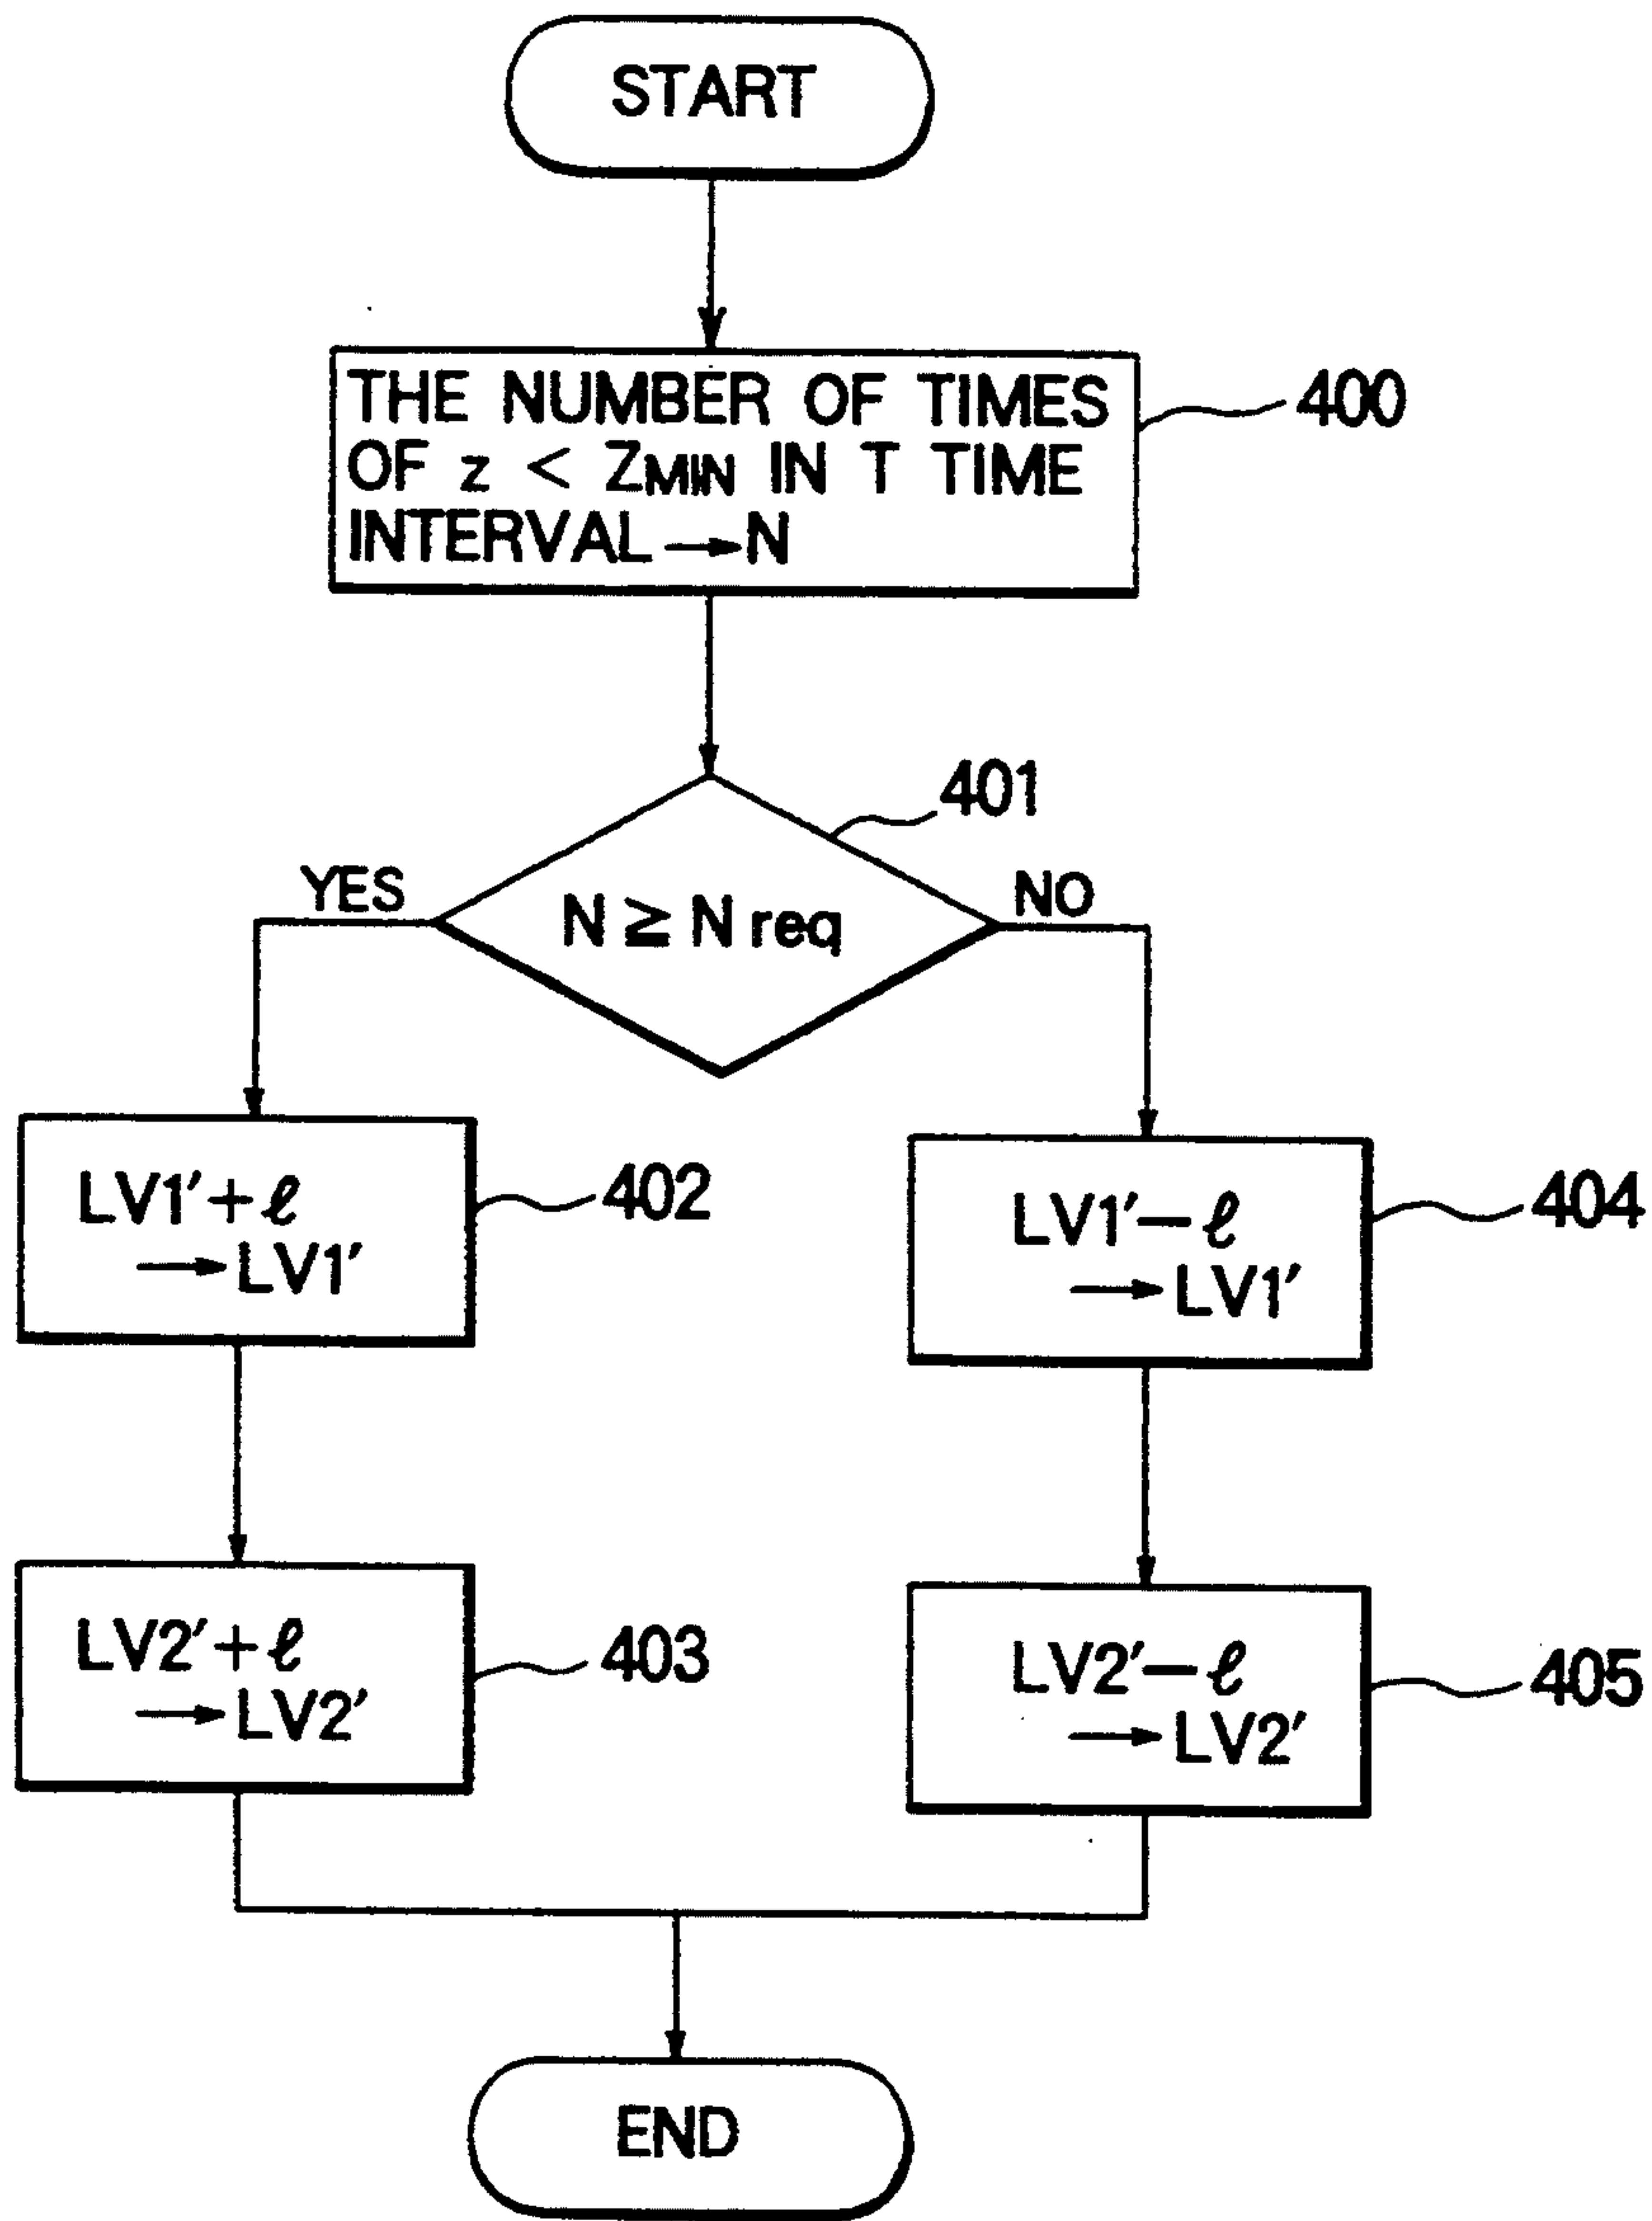 START
THE NUMBER OF TIMES
OF z < ZMIN IN T TIME
INTERVAL → N
400
401
YES
N ≧ N req
NO
LV1′+ℓ
→ LV1′
402
LV1′−ℓ
→ LV1′
404
LV2′+ℓ
→ LV2′
403
LV2′−ℓ
→ LV2′
405
END